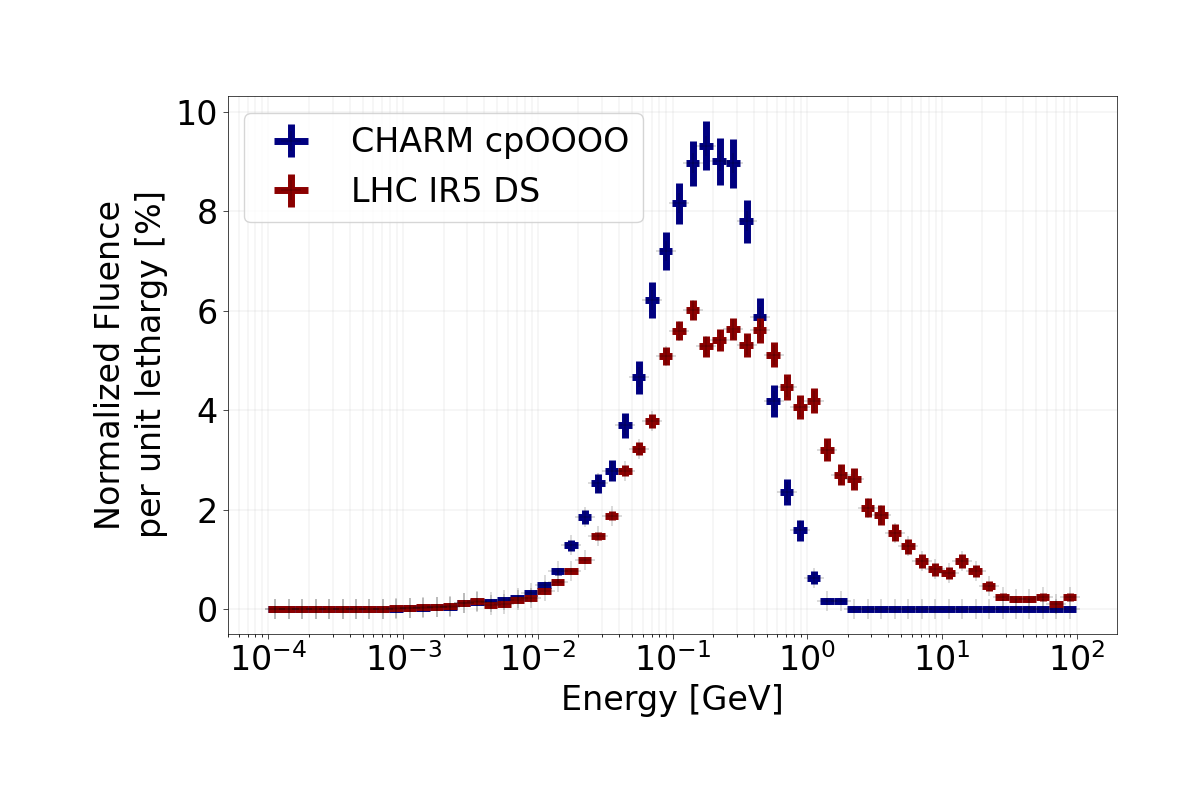 CHARM cpOOOO
LHC IR5 DS
Normalized Fluence
per unit lethargy [%]
10
8
6
4
2
0
10⁻⁴ 10⁻³ 10⁻² 10⁻¹ 10⁰ 10¹ 10²
Energy [GeV]